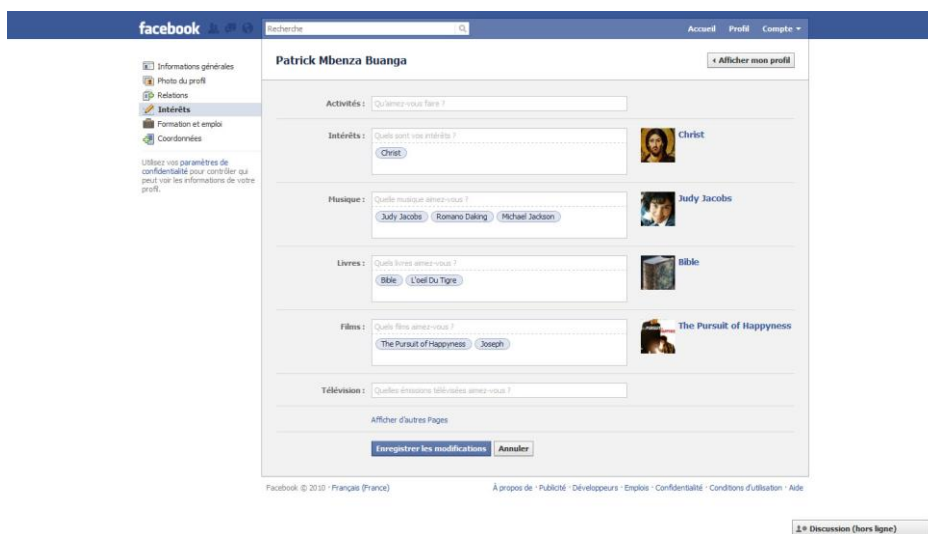 facebook
Recherche
Accueil Profil Compte
Informations générales
Photo du profil
Relations
Intérêts
Formation et emploi
Coordonnées
Utilisez vos paramètres de
confidentialité pour contrôler qui
peut voir les informations de votre
profil.
Patrick Mbenza Buanga
Afficher mon profil
Activités : Qu'aimez-vous faire ?
Intérêts : Quels sont vos intérêts ?
Christ
Christ
Musique : Quelle musique aimez-vous ?
Judy Jacobs Romano Daking Michael Jackson
Judy Jacobs
Livres : Quels livres aimez-vous ?
Bible L'oeil Du Tigre
Bible
Films : Quels films aimez-vous ?
The Pursuit of Happyness Joseph
The Pursuit of Happyness
Télévision : Quelles émissions télévisées aimez-vous ?
Afficher d'autres Pages
Enregistrer les modifications Annuler
Facebook © 2010 · Français (France)
À propos de · Publicité · Développeurs · Emplois · Confidentialité · Conditions d'utilisation · Aide
Discussion (hors ligne)